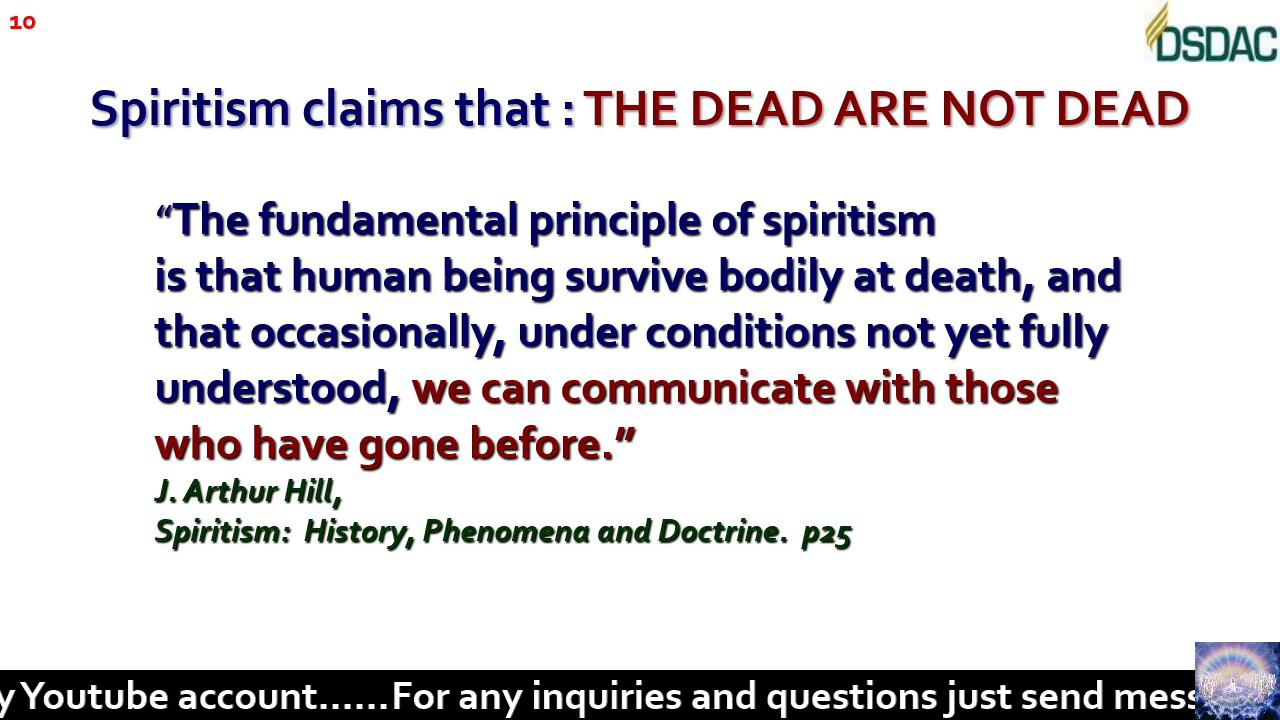 10
DSDAC
Spiritism claims that : THE DEAD ARE NOT DEAD
“The fundamental principle of spiritism
is that human being survive bodily at death, and
that occasionally, under conditions not yet fully
understood, we can communicate with those
who have gone before.”
J. Arthur Hill,
Spiritism:  History, Phenomena and Doctrine.  p25
y Youtube account……For any inquiries and questions just send mess